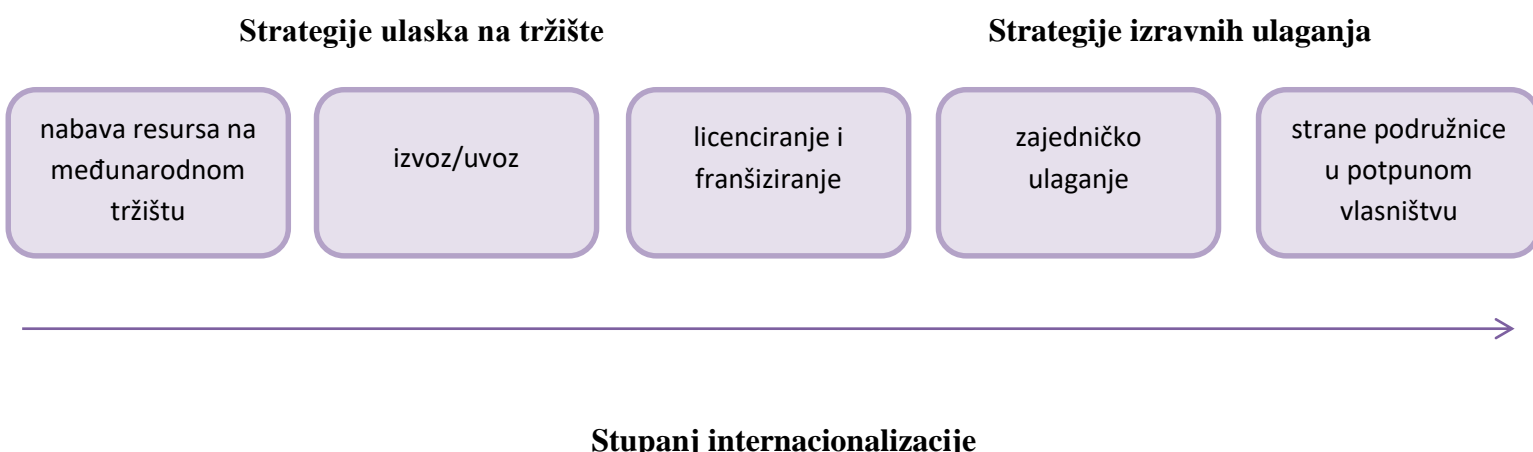 Strategije ulaska na tržište
Strategije izravnih ulaganja
nabava resursa na
međunarodnom
tržištu
izvoz/uvoz
licenciranje i
franšiziranje
zajedničko
ulaganje
strane podružnice
u potpunom
vlasništvu
Stupanj internacionalizacije